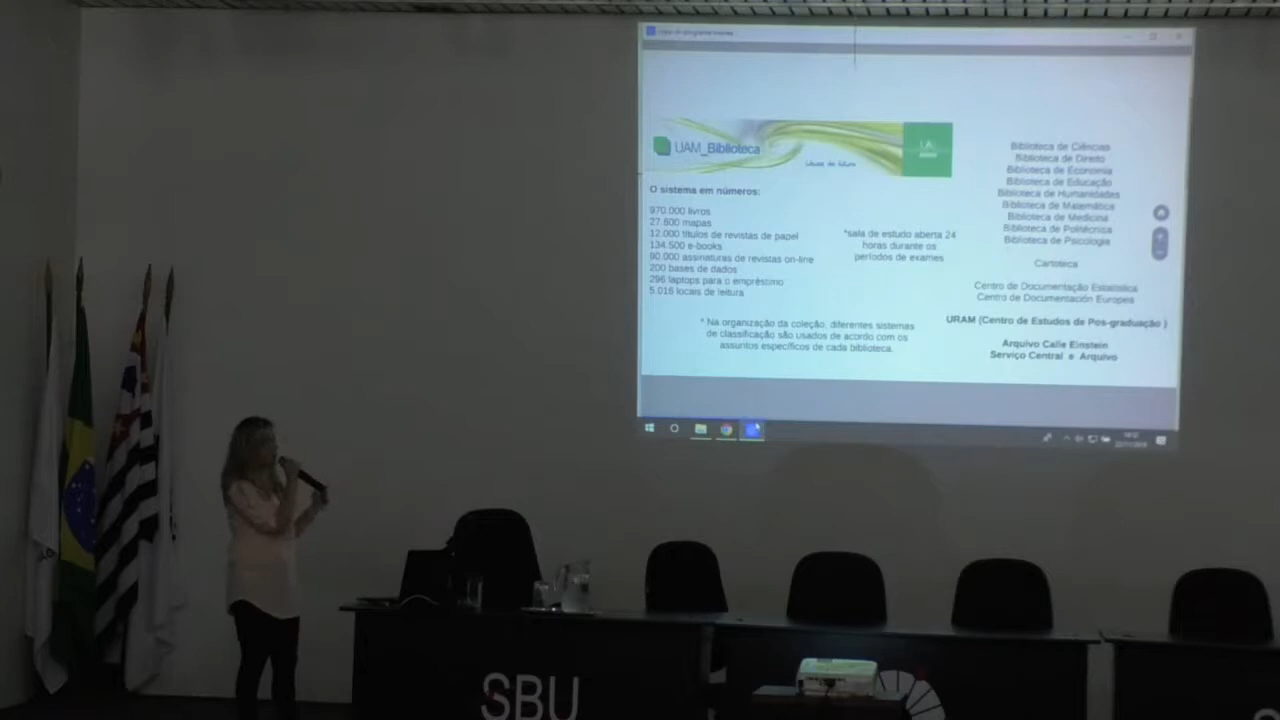 UAM_Biblioteca
O sistema em números:
970.000 livros
27.600 mapas
12.000 títulos de revistas de papel
134.500 e-books
90.000 assinaturas de revistas on-line
200 bases de dados
296 laptops para o empréstimo
5.016 locais de leitura
*sala de estudo aberta 24
horas durante os
períodos de exames
* Na organização da coleção, diferentes sistemas
de classificação são usados de acordo com os
assuntos específicos de cada biblioteca.
Biblioteca de Ciências
Biblioteca de Direito
Biblioteca de Economia
Biblioteca de Educação
Biblioteca de Humanidades
Biblioteca de Matemática
Biblioteca de Medicina
Biblioteca de Politécnica
Biblioteca de Psicologia
Cartoteca
Centro de Documentação Estatística
Centro de Documentación Europea
URAM (Centro de Estudos de Pos-graduação )
Arquivo Calle Einstein
Serviço Central e Arquivo
SBU